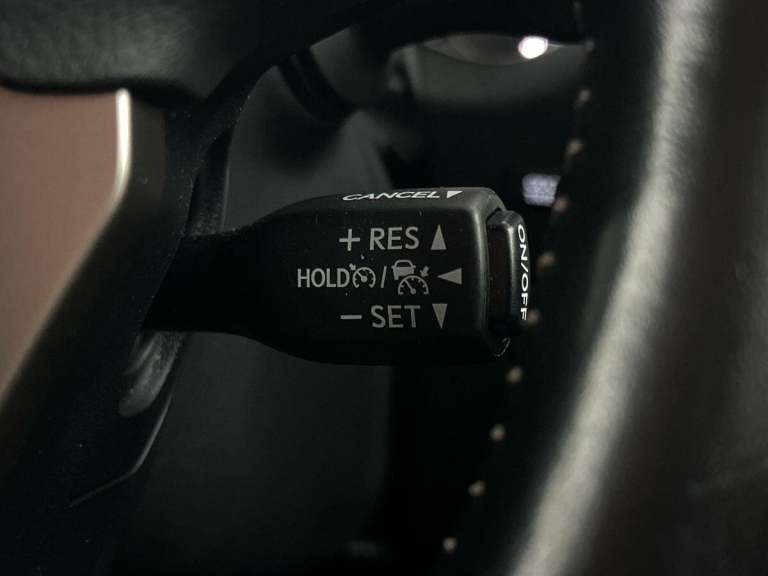 CANCEL
+ RES
HOLD /
− SET
ON/OFF